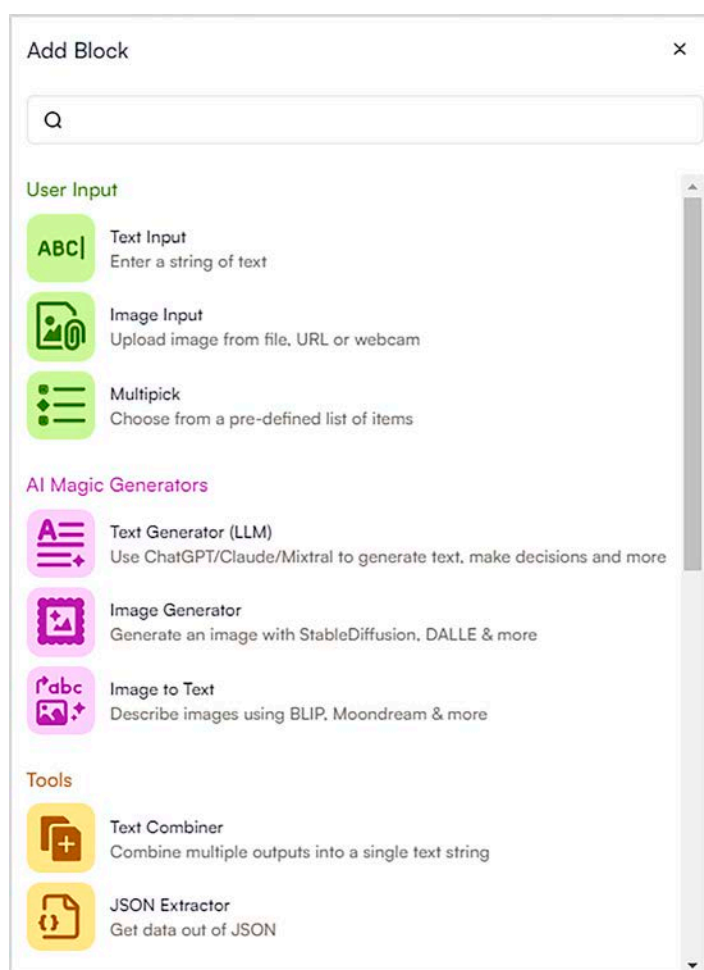 Add Block
User Input
ABC
Text Input
Enter a string of text
Image Input
Upload image from file, URL or webcam
Multipick
Choose from a pre-defined list of items
AI Magic Generators
A
Text Generator (LLM)
Use ChatGPT/Claude/Mixtral to generate text, make decisions and more
Image Generator
Generate an image with StableDiffusion, DALLE & more
abc
Image to Text
Describe images using BLIP, Moondream & more
Tools
Text Combiner
Combine multiple outputs into a single text string
{}
JSON Extractor
Get data out of JSON